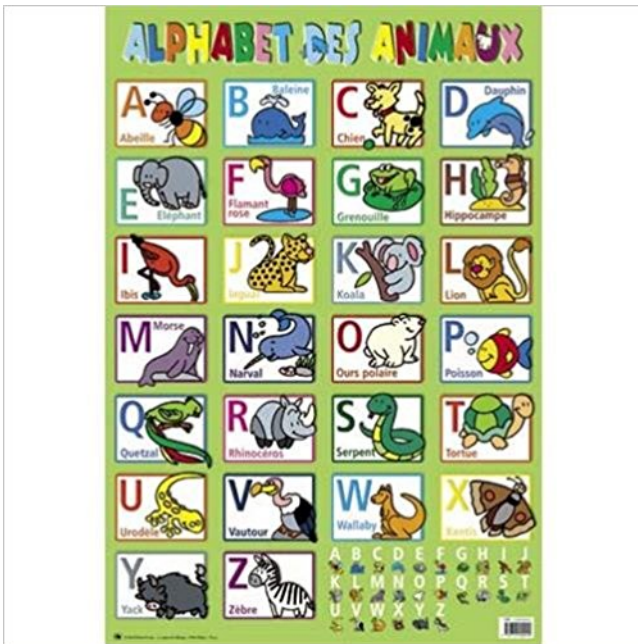 ALPHABET DES ANIMAUX
A
Abeille
B
Baleine
C
Chien
D
Dauphin
E
Eléphant
F
Flamant
rose
G
Grenouille
H
Hippocampe
I
Ibis
J
Jaguar
K
Koala
L
Lion
M
Morse
N
Narval
O
Ours polaire
P
Poisson
Q
Quetzal
R
Rhinocéros
S
Serpent
T
Tortue
U
Urodèle
V
Vautour
W
Wallaby
X
Y
Yack
Z
Zèbre
A B C D E F G H I J
K L M N O P Q R S T
U V W X Y Z